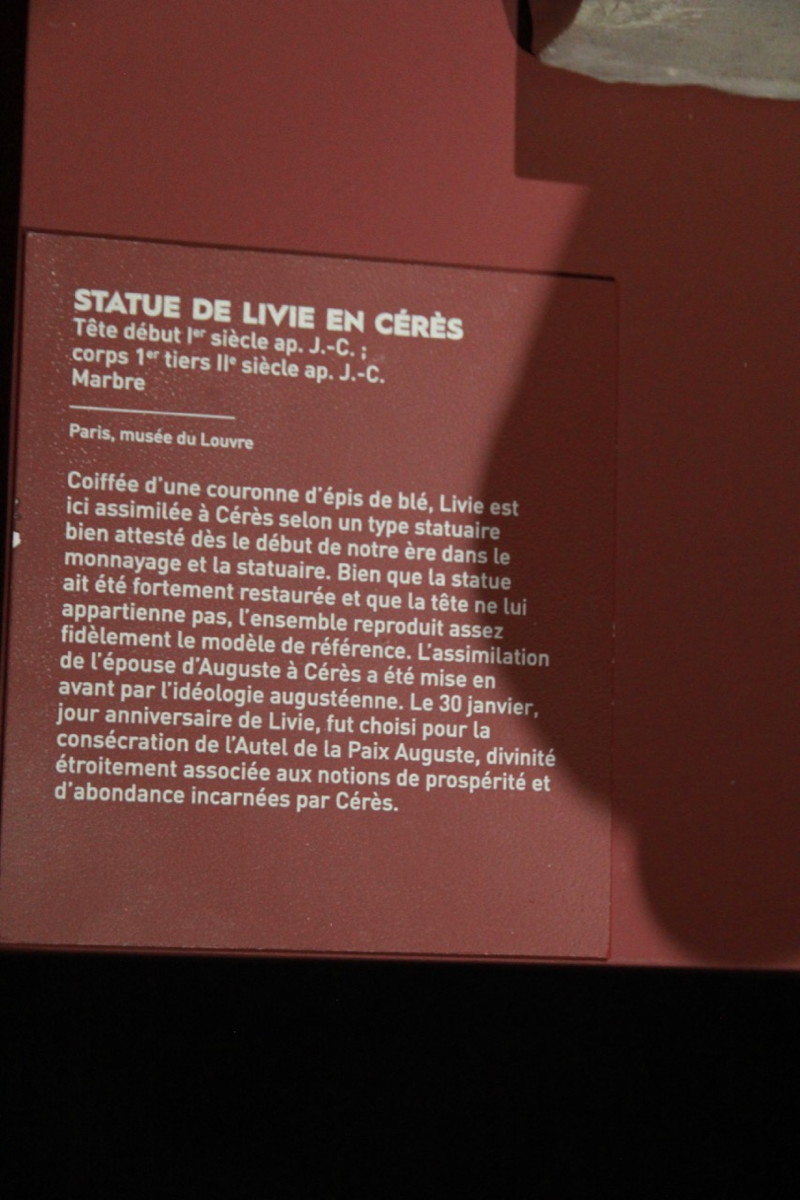 STATUE DE LIVIE EN CÉRÈS
Tête début Ier siècle ap. J.-C. ;
corps 1er tiers IIe siècle ap. J.-C.
Marbre
Paris, musée du Louvre
Coiffée d'une couronne d'épis de blé, Livie est
ici assimilée à Cérès selon un type statuaire
bien attesté dès le début de notre ère dans le
monnayage et la statuaire. Bien que la statue
ait été fortement restaurée et que la tête ne lui
appartienne pas, l'ensemble reproduit assez
fidèlement le modèle de référence. L'assimilation
de l'épouse d'Auguste à Cérès a été mise en
avant par l'idéologie augustéenne. Le 30 janvier,
jour anniversaire de Livie, fut choisi pour la
consécration de l'Autel de la Paix Auguste, divinité
étroitement associée aux notions de prospérité et
d'abondance incarnées par Cérès.